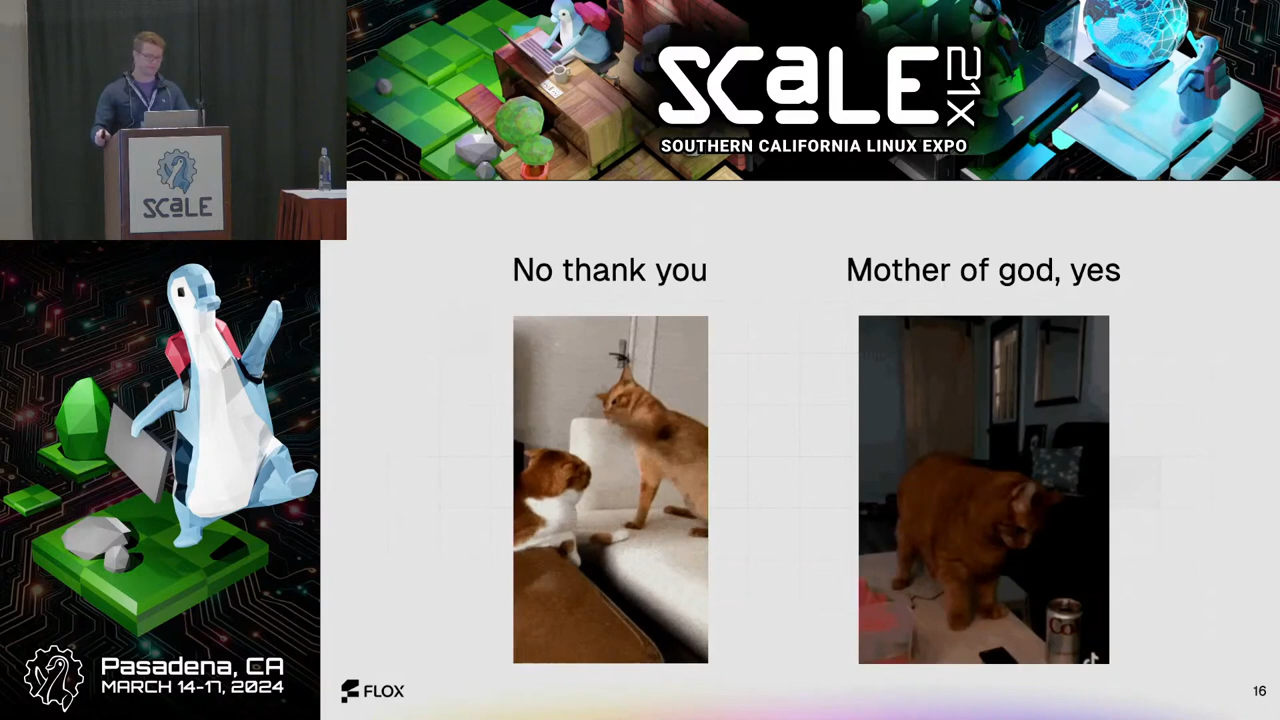 SCALE
21X
SOUTHERN CALIFORNIA LINUX EXPO
SCALE
No thank you
Mother of god, yes
Co
Pasadena, CA
MARCH 14-17, 2024
FLOX
16